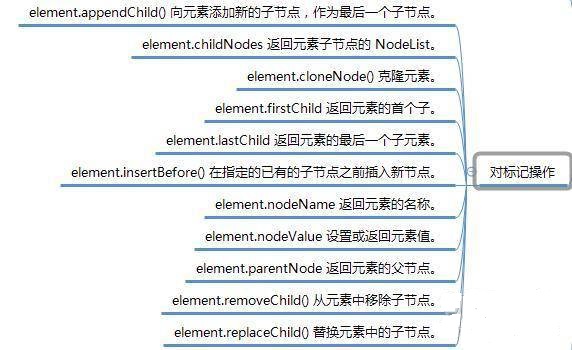 element.appendChild() 向元素添加新的子节点，作为最后一个子节点。
element.childNodes 返回元素子节点的 NodeList。
element.cloneNode() 克隆元素。
element.firstChild 返回元素的首个子。
element.lastChild 返回元素的最后一个子元素。
element.insertBefore() 在指定的已有的子节点之前插入新节点。
对标记操作
element.nodeName 返回元素的名称。
element.nodeValue 设置或返回元素值。
element.parentNode 返回元素的父节点。
element.removeChild() 从元素中移除子节点。
element.replaceChild() 替换元素中的子节点。